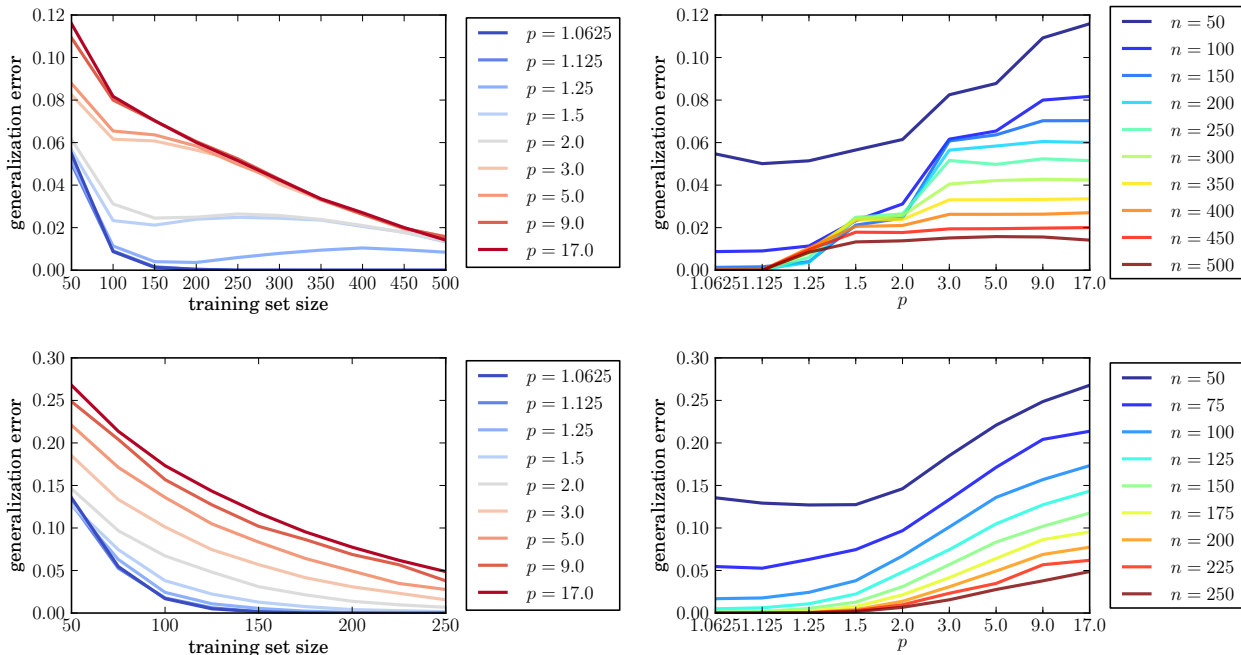 0.12
0.10
0.08
0.06
0.04
0.02
0.00
generalization error
50 100 150 200 250 300 350 400 450 500
training set size
p = 1.0625
p = 1.125
p = 1.25
p = 1.5
p = 2.0
p = 3.0
p = 5.0
p = 9.0
p = 17.0
0.12
0.10
0.08
0.06
0.04
0.02
0.00
generalization error
1.0625 1.125 1.25 1.5 2.0 3.0 5.0 9.0 17.0
p
n = 50
n = 100
n = 150
n = 200
n = 250
n = 300
n = 350
n = 400
n = 450
n = 500
0.30
0.25
0.20
0.15
0.10
0.05
0.00
generalization error
50 100 150 200 250
training set size
p = 1.0625
p = 1.125
p = 1.25
p = 1.5
p = 2.0
p = 3.0
p = 5.0
p = 9.0
p = 17.0
0.30
0.25
0.20
0.15
0.10
0.05
0.00
generalization error
1.0625 1.125 1.25 1.5 2.0 3.0 5.0 9.0 17.0
p
n = 50
n = 75
n = 100
n = 125
n = 150
n = 175
n = 200
n = 225
n = 250